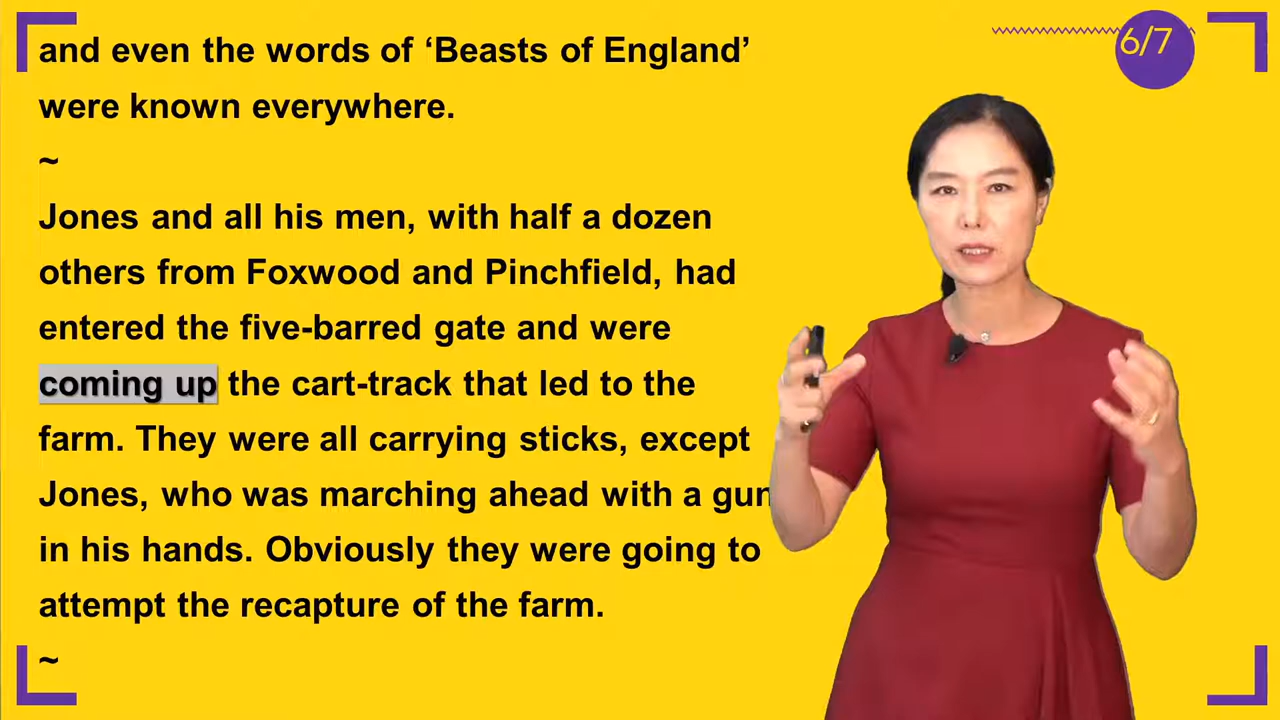 and even the words of ‘Beasts of England’
were known everywhere.
~
Jones and all his men, with half a dozen
others from Foxwood and Pinchfield, had
entered the five-barred gate and were
coming up the cart-track that led to the
farm. They were all carrying sticks, except
Jones, who was marching ahead with a gun
in his hands. Obviously they were going to
attempt the recapture of the farm.
~
6/7